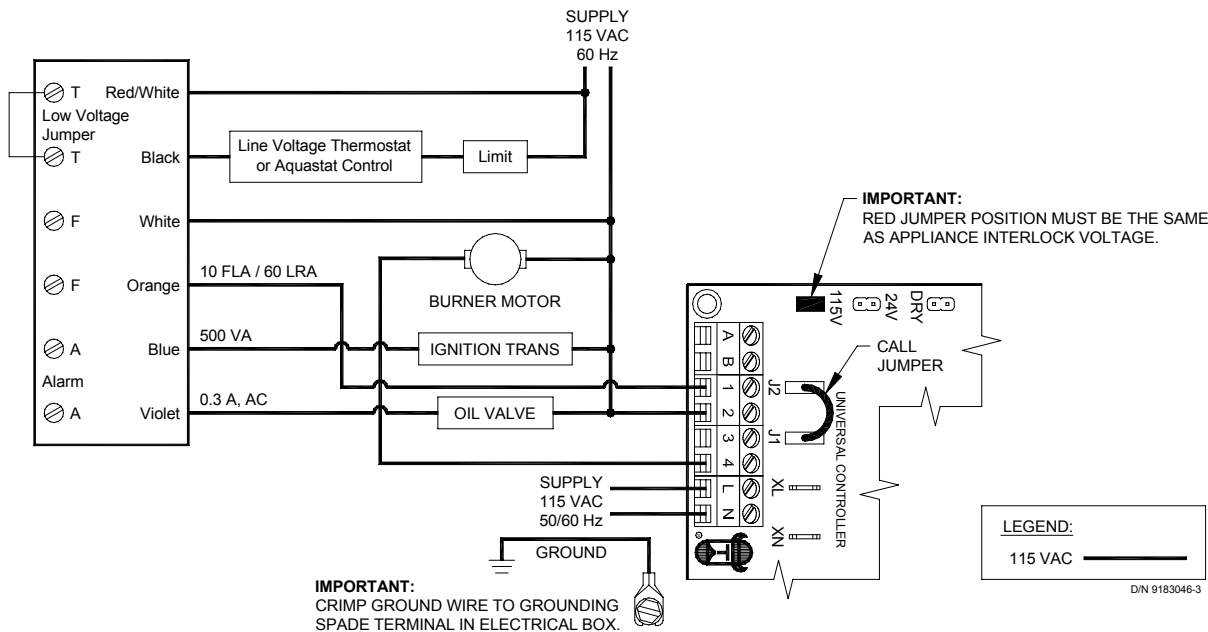 SUPPLY
115 VAC
60 Hz
T Red/White
Low Voltage
Jumper
T Black
Line Voltage Thermostat
or Aquastat Control
Limit
F White
F Orange
10 FLA / 60 LRA
BURNER MOTOR
A Blue
500 VA
IGNITION TRANS
Alarm
A Violet
0.3 A, AC
OIL VALVE
IMPORTANT:
RED JUMPER POSITION MUST BE THE SAME
AS APPLIANCE INTERLOCK VOLTAGE.
115V
24V
DRY
CALL
JUMPER
A
B
1
2
3
4
L
N
J2
J1
UNIVERSAL CONTROLLER
XL
XN
T
SUPPLY
115 VAC
50/60 Hz
GROUND
IMPORTANT:
CRIMP GROUND WIRE TO GROUNDING
SPADE TERMINAL IN ELECTRICAL BOX.
LEGEND:
115 VAC
D/N 9183046-3